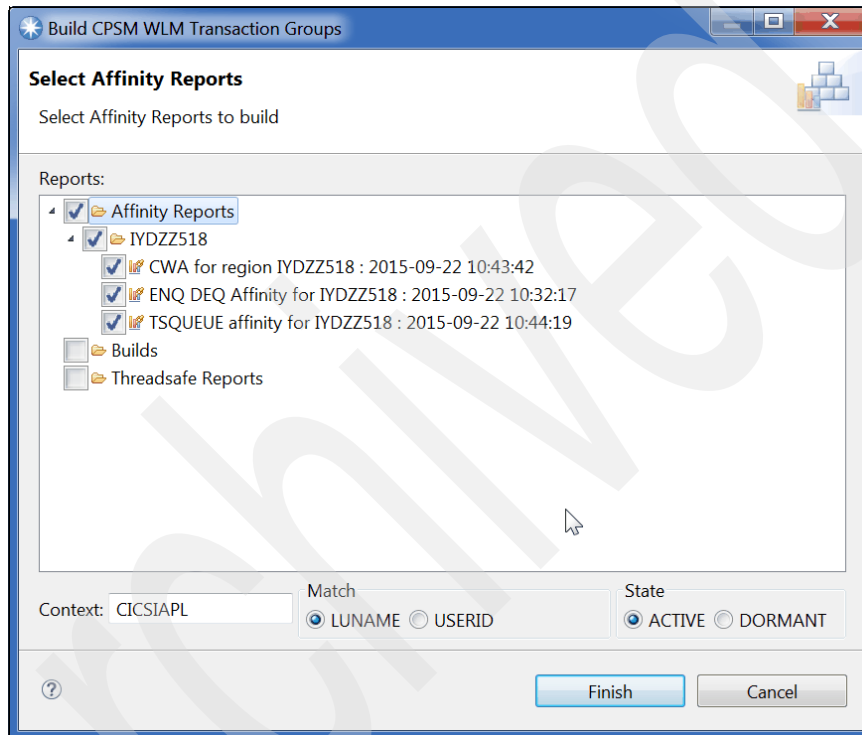 Build CPSM WLM Transaction Groups
Select Affinity Reports
Select Affinity Reports to build
Reports:
Affinity Reports
IYDZZ518
CWA for region IYDZZ518 : 2015-09-22 10:43:42
ENQ DEQ Affinity for IYDZZ518 : 2015-09-22 10:32:17
TSQUEUE affinity for IYDZZ518 : 2015-09-22 10:44:19
Builds
Threadsafe Reports
Context: CICSIAPL
Match
LUNAME USERID
State
ACTIVE DORMANT
? Finish Cancel